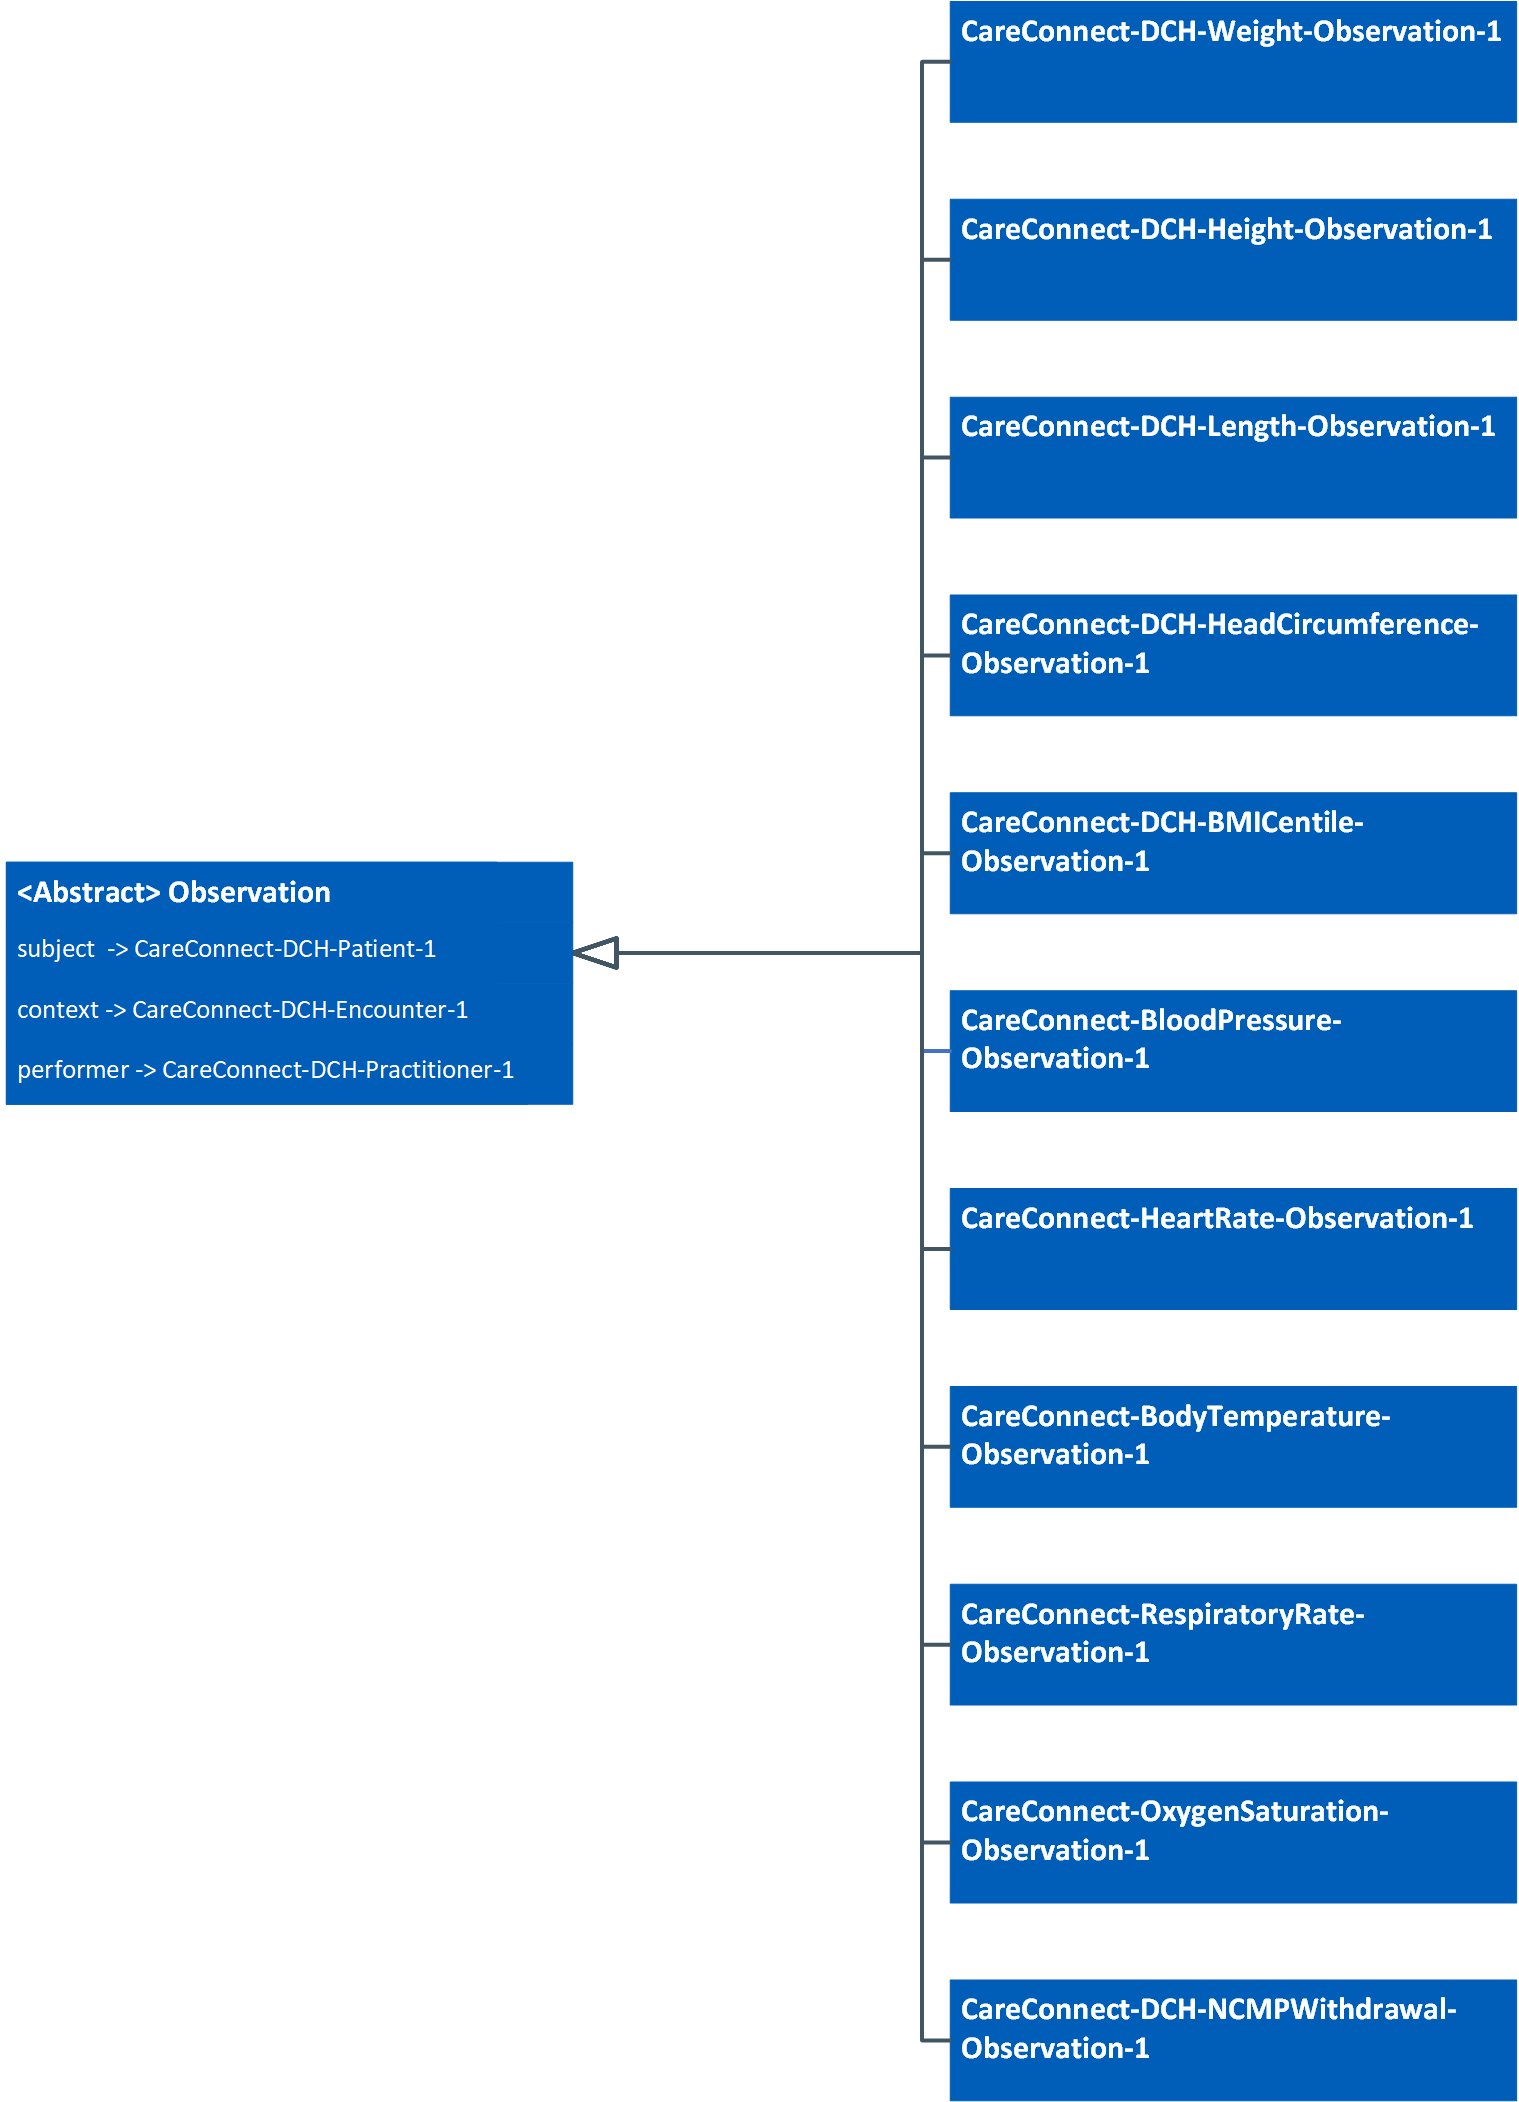 CareConnect-DCH-Weight-Observation-1
CareConnect-DCH-Height-Observation-1
CareConnect-DCH-Length-Observation-1
CareConnect-DCH-HeadCircumference-
Observation-1
CareConnect-DCH-BMICentile-
Observation-1
<Abstract> Observation
subject  -> CareConnect-DCH-Patient-1
context -> CareConnect-DCH-Encounter-1
performer -> CareConnect-DCH-Practitioner-1
CareConnect-BloodPressure-
Observation-1
CareConnect-HeartRate-Observation-1
CareConnect-BodyTemperature-
Observation-1
CareConnect-RespiratoryRate-
Observation-1
CareConnect-OxygenSaturation-
Observation-1
CareConnect-DCH-NCMPWithdrawal-
Observation-1